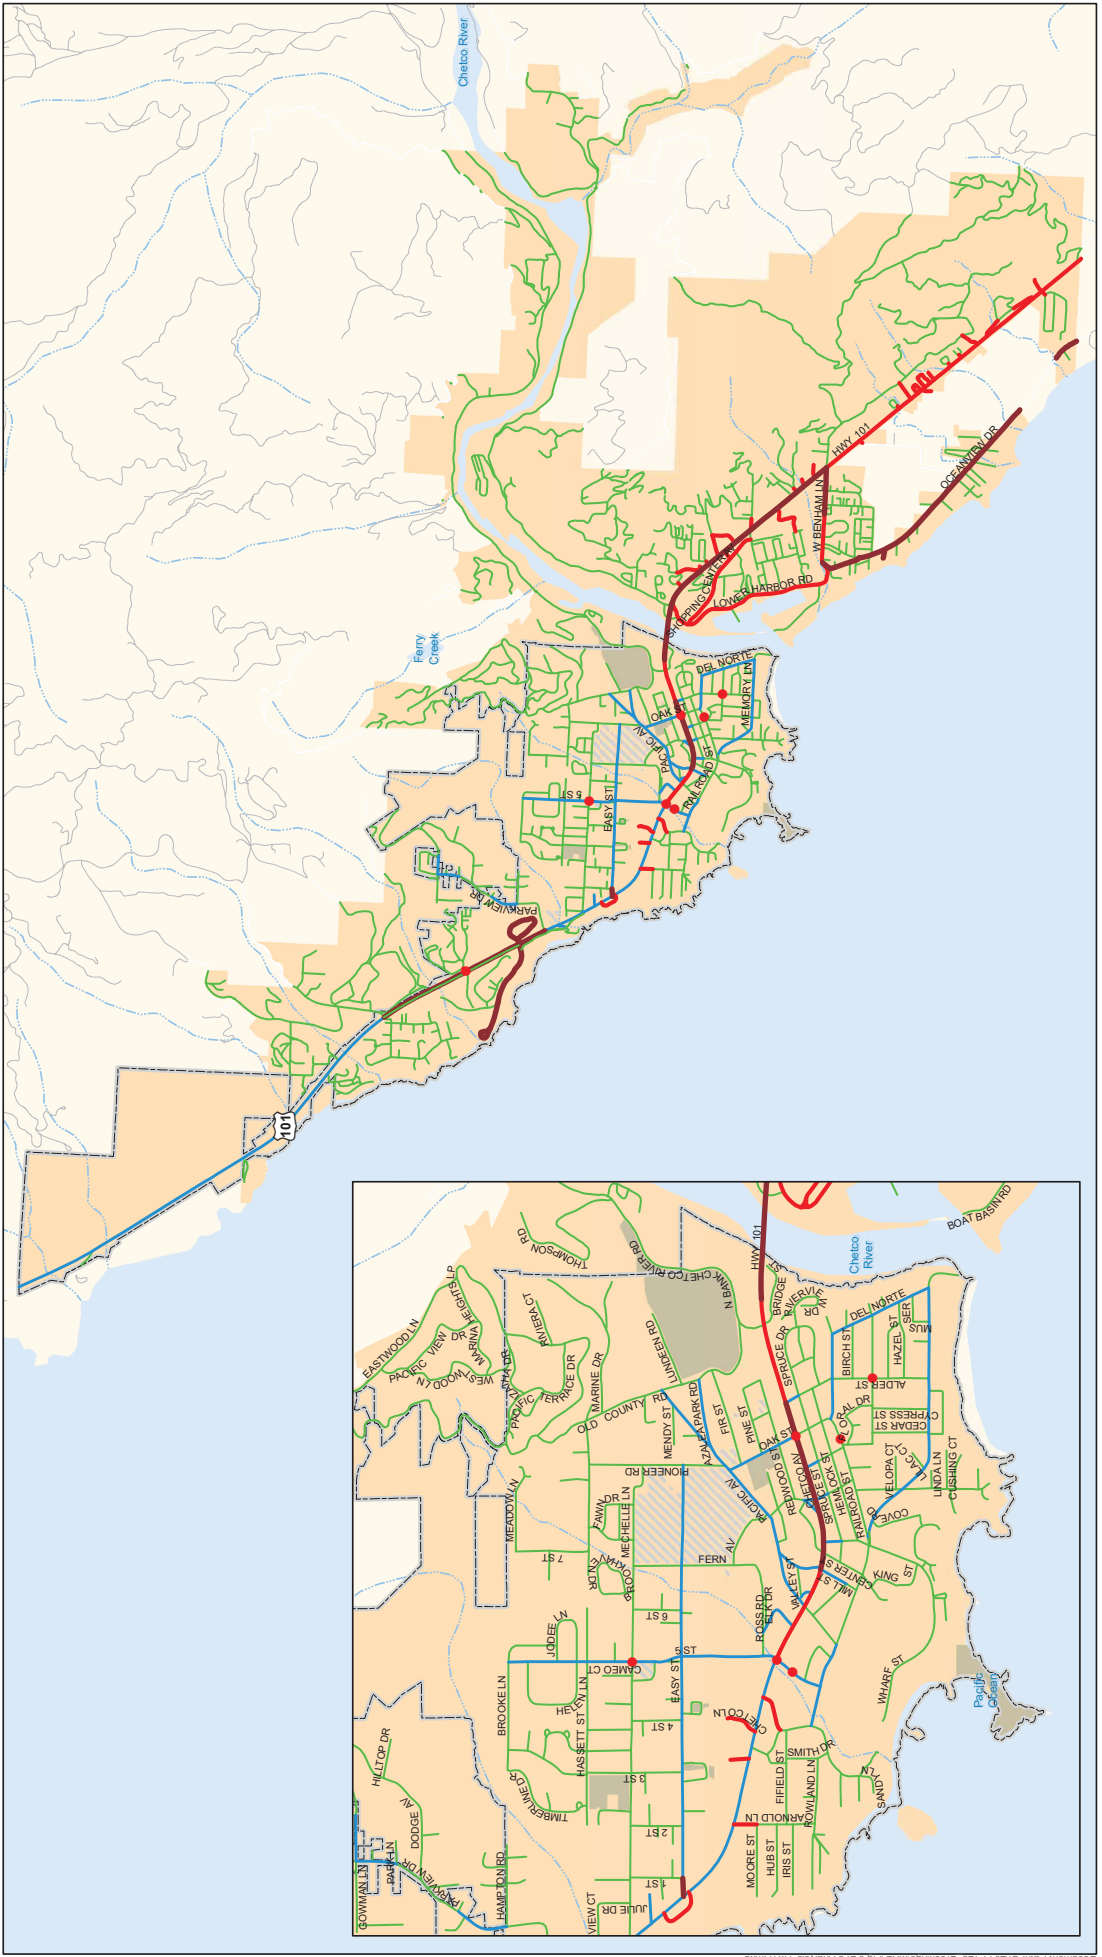 Chetco River
Ferry
Creek
HWY 101
OCEANVIEW DR
W BENHAM LN
SHOPPING CENTER AV
LOWER HARBOR RD
DEL NORTE
MEMORY LN
OAK ST
PACIFIC AV
RAILROAD ST
5 ST
EASY ST
PARKVIEW DR
101
THOMPSON RD
N BANK CHETCO RIVER RD
HWY 101
BOAT BASIN RD
Chetco
River
EASTWOOD LN
PACIFIC VIEW DR
MARINA HEIGHTS LP
WESTWOOD LN
RIVIERA CT
PACIFIC TERRACE DR
MARINE DR
LUNDEEN RD
BRIDGE ST
RIVERVIEW DR
SPRUCE DR
DEL NORTE
BIRCH ST
HAZEL ST
ALDER ST
OLD COUNTY RD
MENDY ST
AZALEA PARK RD
FIR ST
PINE ST
OAK ST
FLORAL DR
CYPRESS ST
CEDAR ST
MEADOW LN
PIONEER RD
PACIFIC AV
REDWOOD ST
CHETCO AV
SPRUCE ST
HEMLOCK ST
RAILROAD ST
VELOPA CT
LILAC CT
LINDA LN
CUSHING CT
COVE RD
FAWN DR
MECHELLE LN
7 ST
FERN AV
VALLEY ST
MILL ST
CENTER ST
KING ST
6 ST
ROSS RD
ELK DR
JODEE LN
CAMEO CT
5 ST
EASY ST
WHARF ST
Pacific
Ocean
BROOKE LN
HELEN LN
HASSETT ST
4 ST
CHETCO LN
SMITH DR
HILLTOP DR
TIMBERLINE DR
3 ST
FIFIELD ST
ROWLAND LN
SANDY LN
DODGE AV
2 ST
ARNOLD LN
PARK LN
PARKVIEW DR
GOWMAN LN
HAMPTON RD
1 ST
MOORE ST
HUB ST
IRIS ST
VIEW CT
JULIE DR